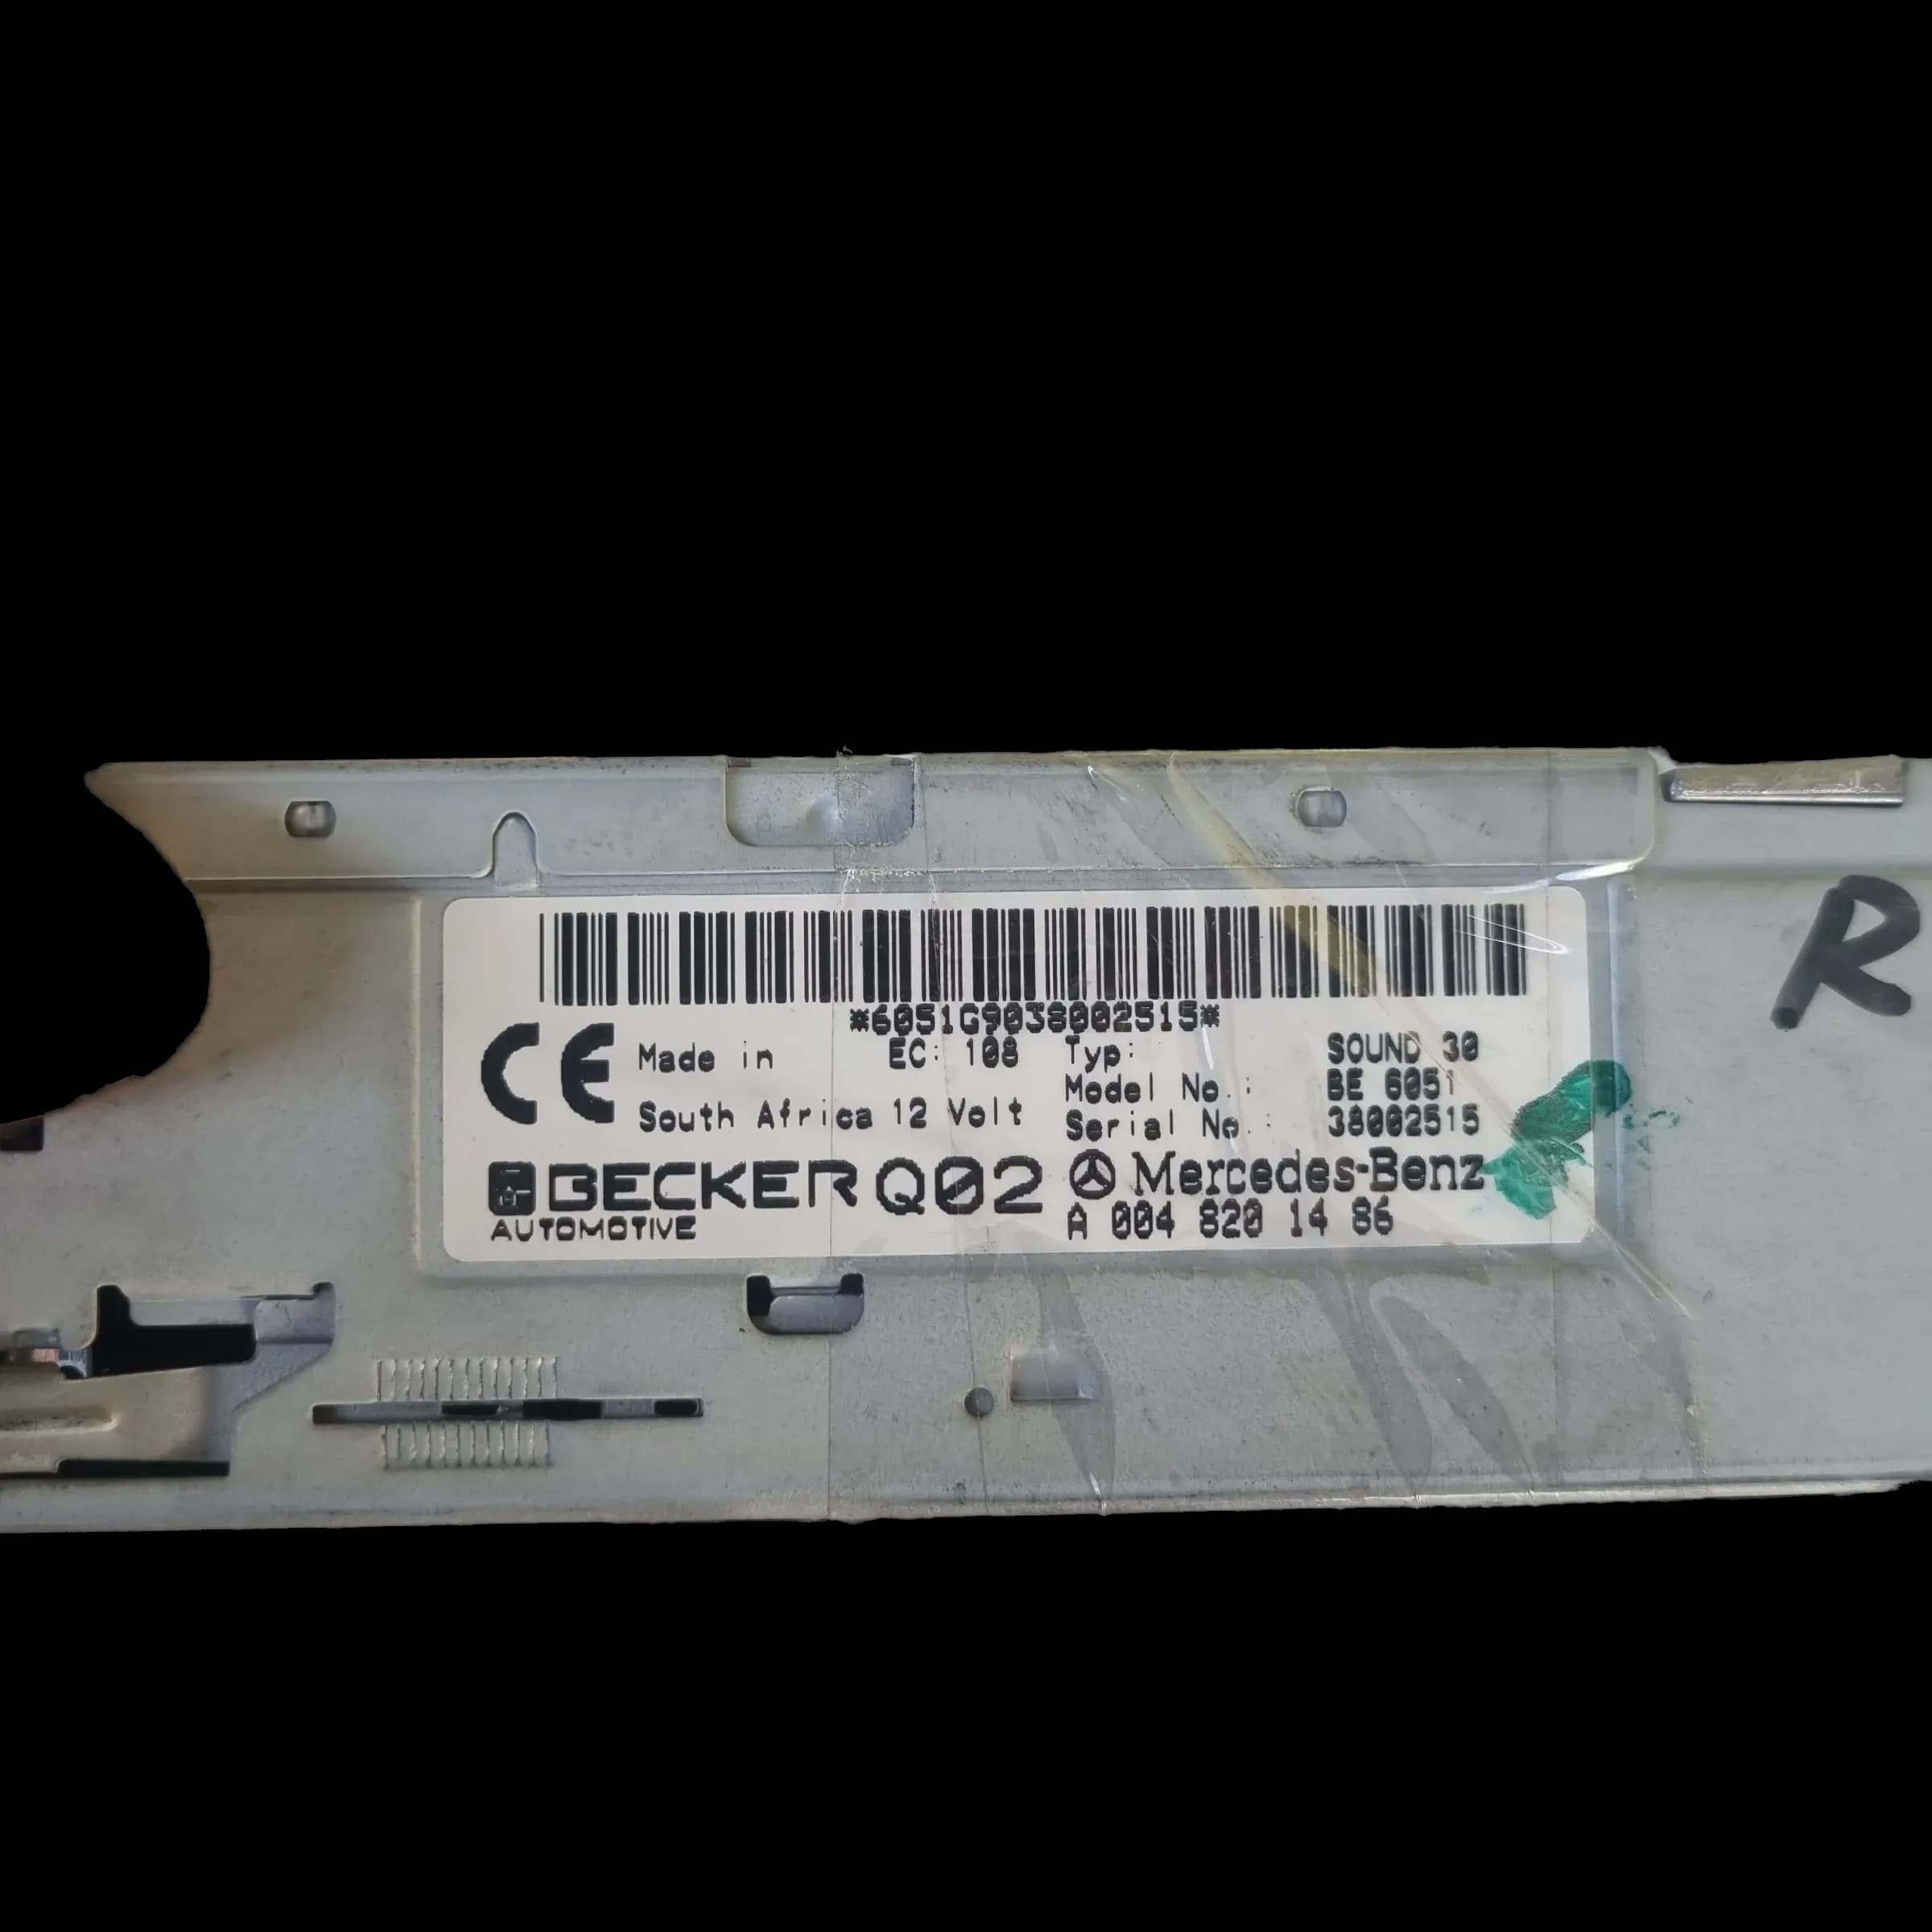 *6051G9038002515*
CE Made in EC: 108 Typ: SOUND 30
Model No.: BE 6051
South Africa 12 Volt Serial No.: 38002515
BECKER Q02 Mercedes-Benz
AUTOMOTIVE A 004 820 14 86
R